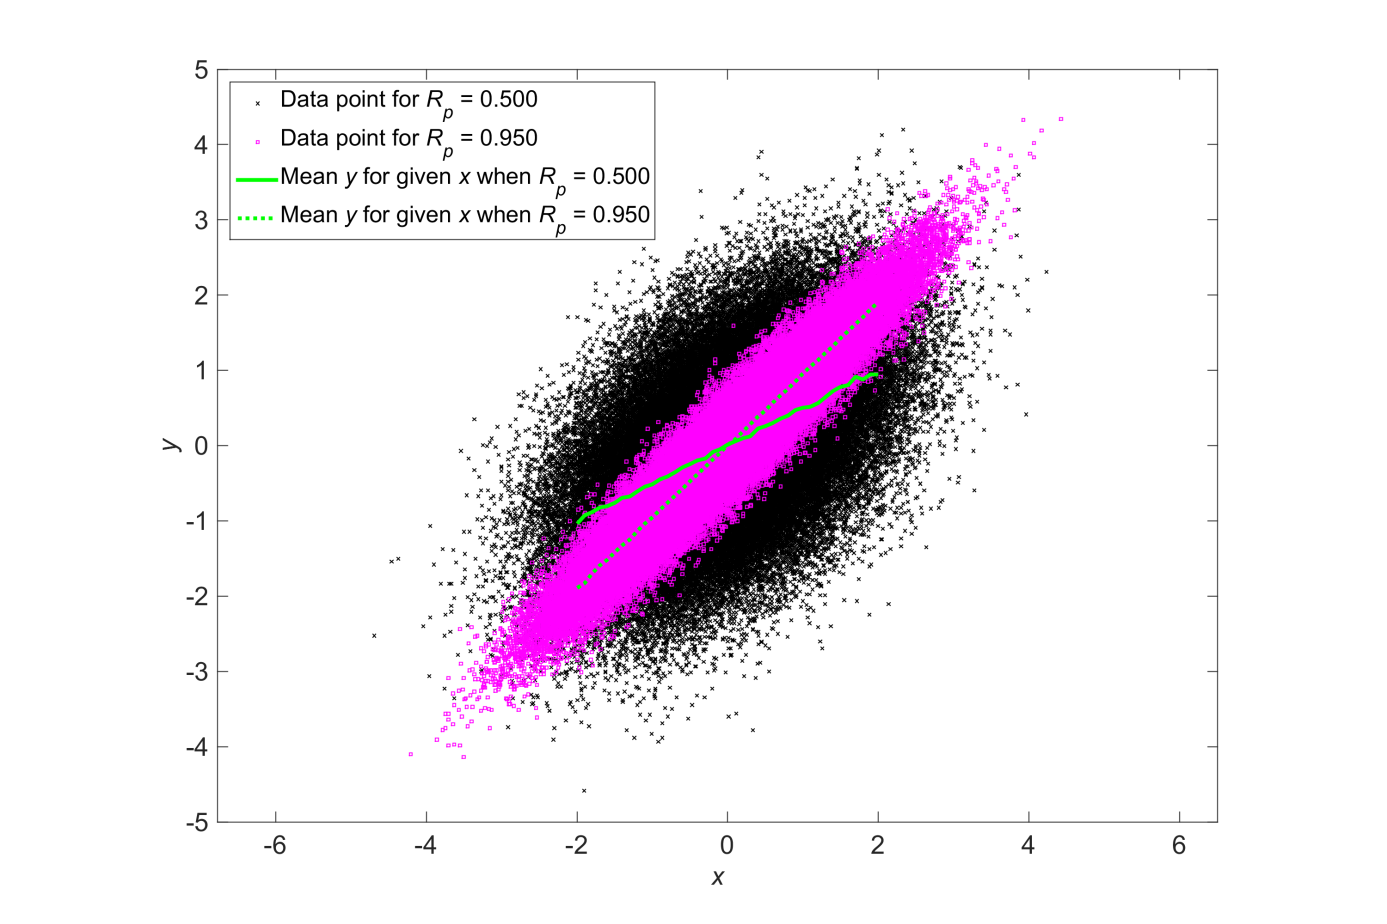 Data point for R_p = 0.500
Data point for R_p = 0.950
Mean y for given x when R_p = 0.500
Mean y for given x when R_p = 0.950
5
4
3
2
1
0
-1
-2
-3
-4
-5
y
-6 -4 -2 0 2 4 6
x